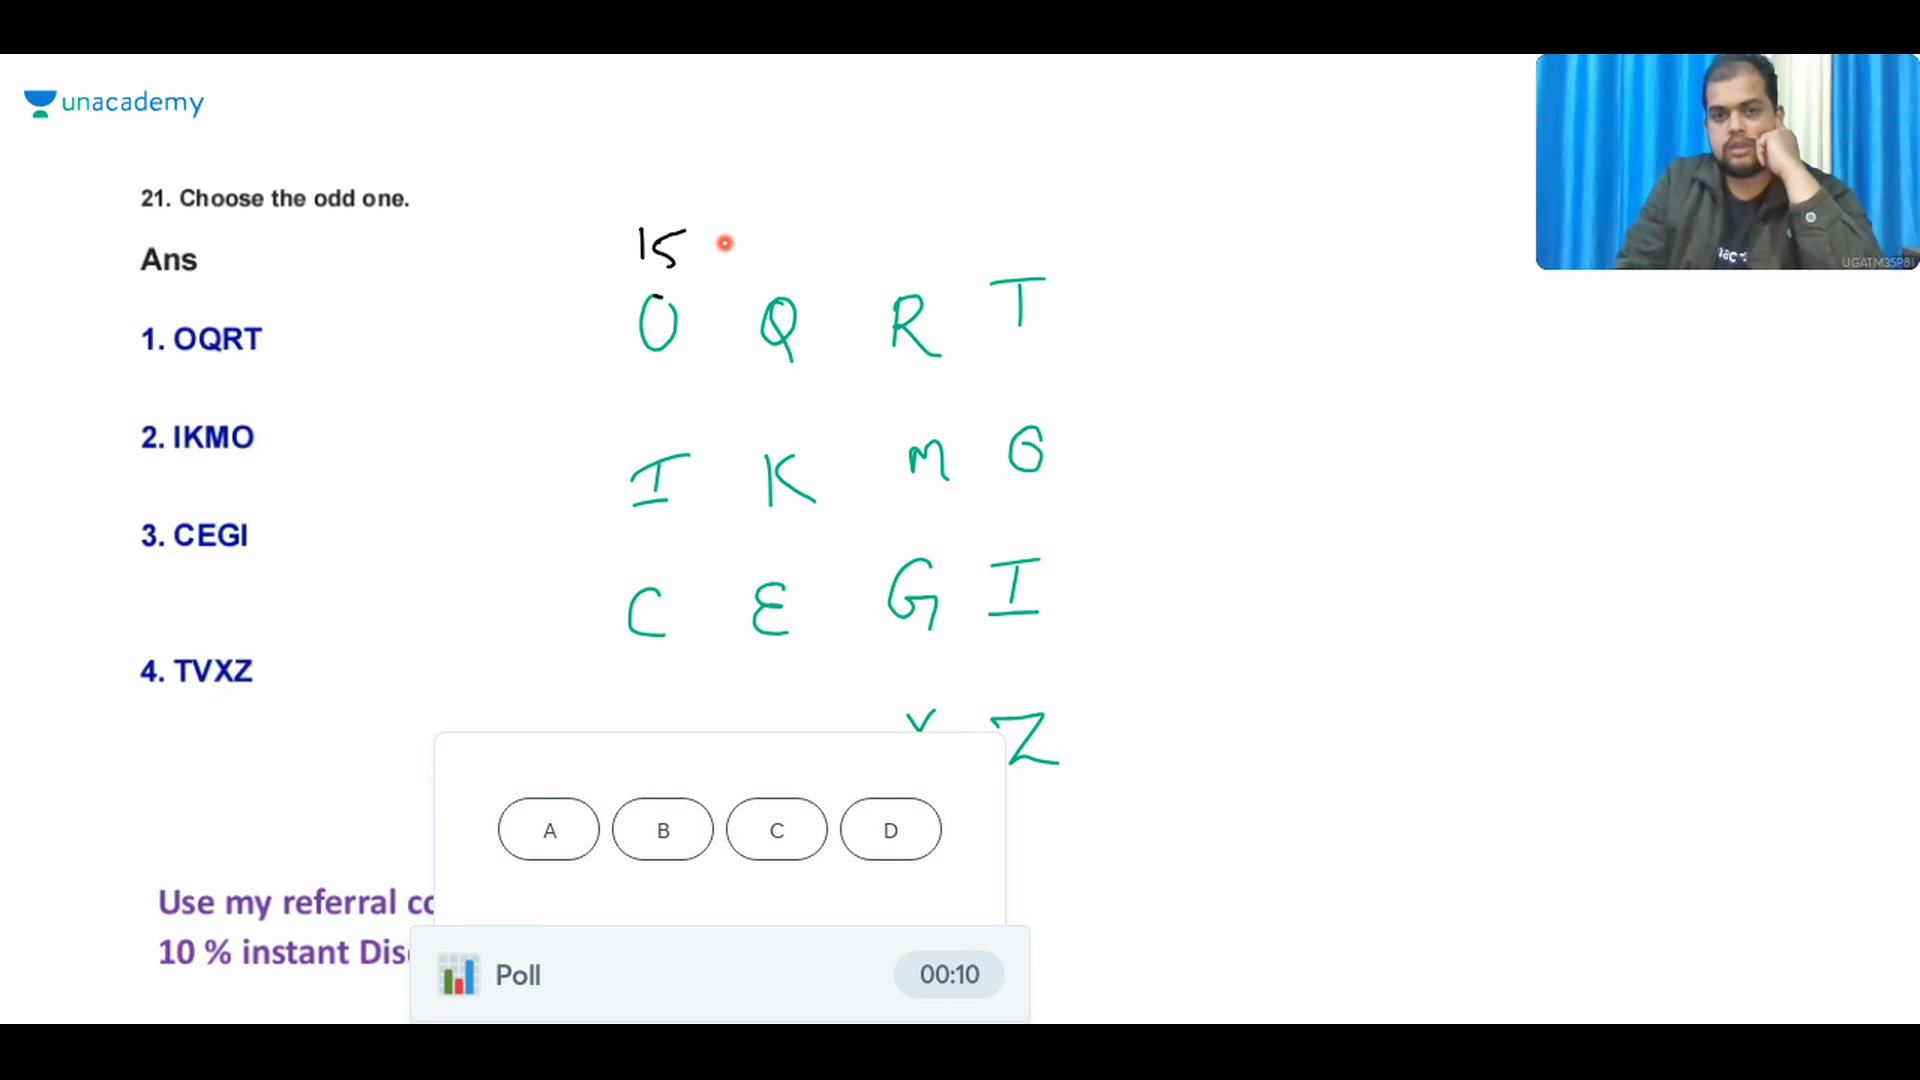 unacademy
21. Choose the odd one.
Ans
1. OQRT
2. IKMO
3. CEGI
4. TVXZ
15
O Q R T
I K M O
C E G I
Z
A B C D
Use my referral
10 % instant
Poll
00:10
UGATM35P8I